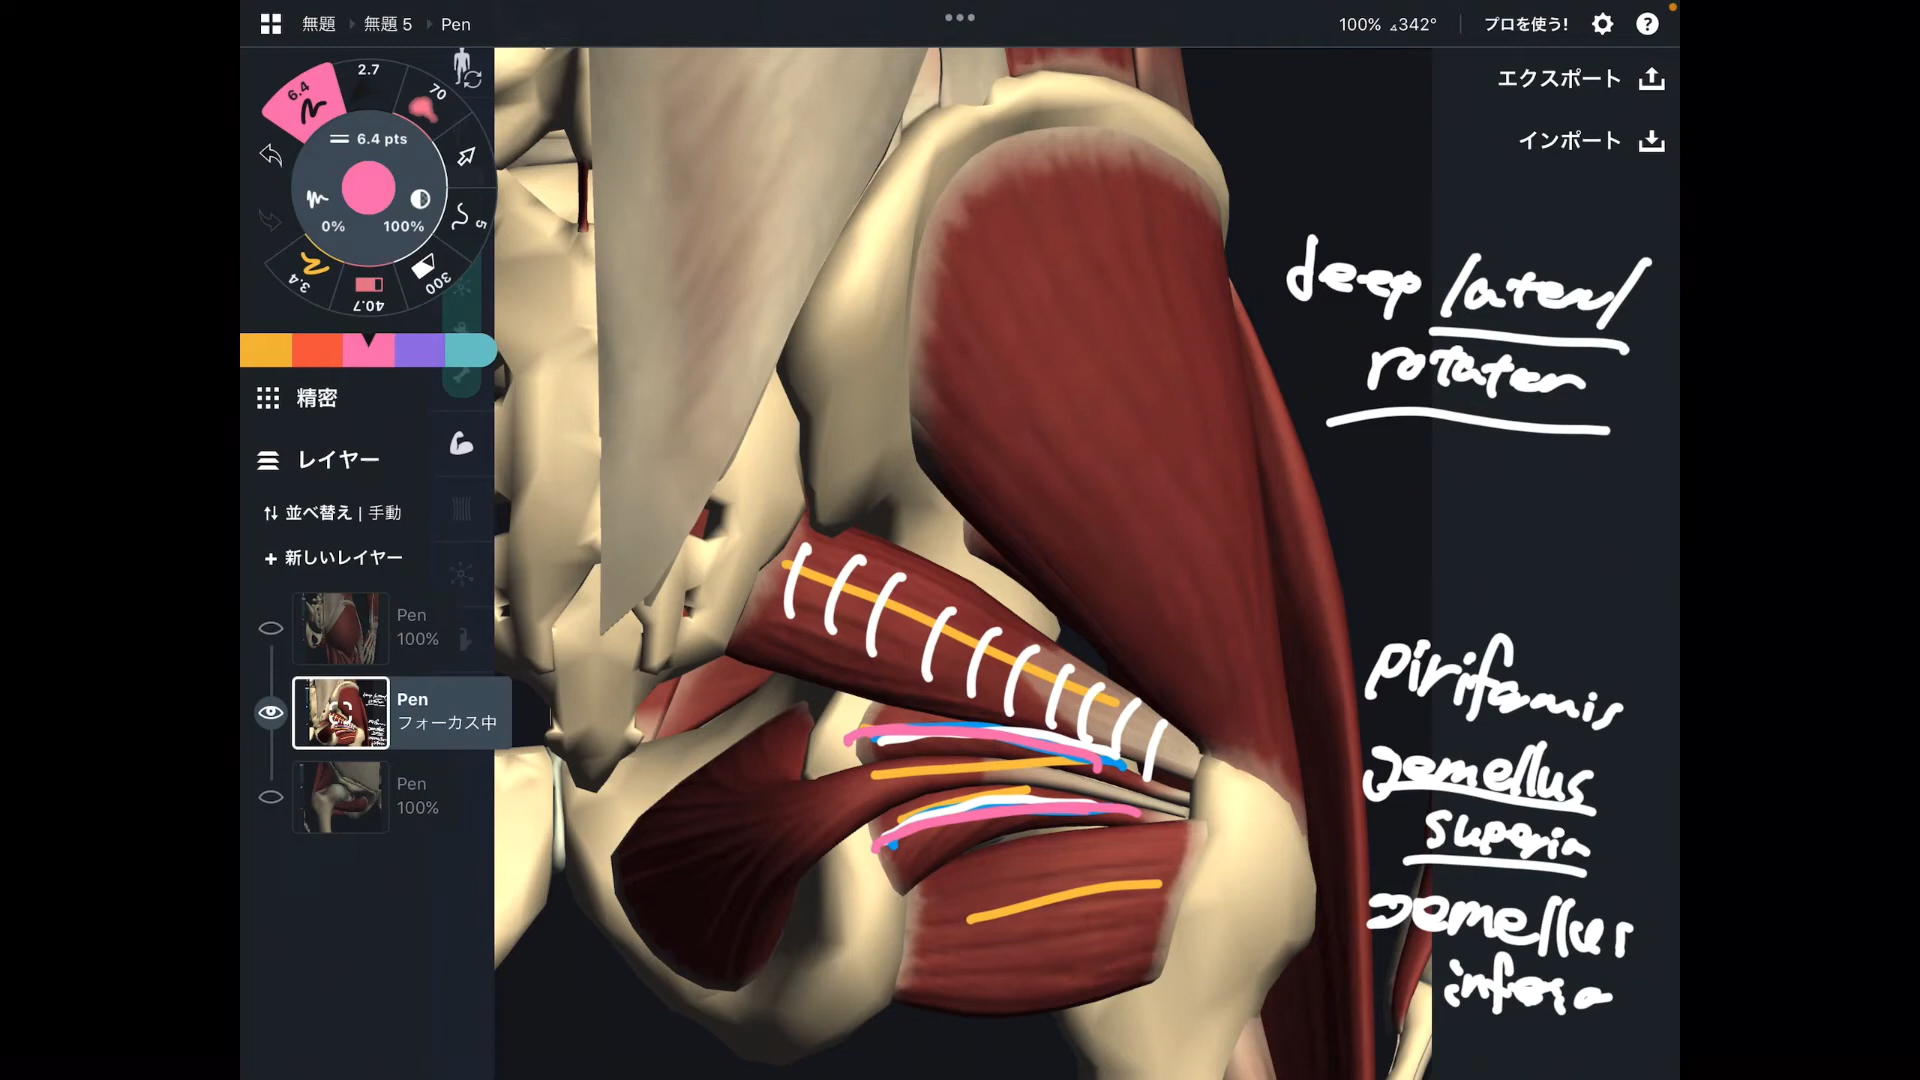 無題 無題 5 Pen
100% 342°
プロを使う!
エクスポート
インポート
2.7
6.4
70
6.4 pts
0% 100%
5
300
40.7
3.4
精密
レイヤー
並べ替え | 手動
+ 新しいレイヤー
Pen
100%
Pen
フォーカス中
Pen
100%
deep lateral
rotater
piriformis
gemellus
superia
gemellus
inferia